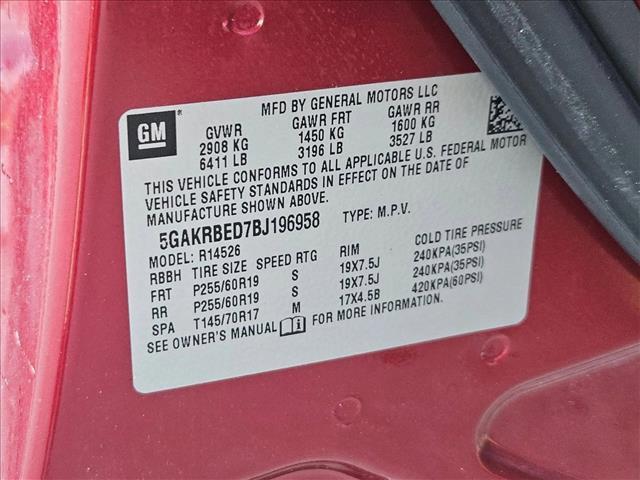 MFD BY GENERAL MOTORS LLC
GM GVWR GAWR FRT GAWR RR
2908 KG 1450 KG 1600 KG
6411 LB 3196 LB 3527 LB
THIS VEHICLE CONFORMS TO ALL APPLICABLE U.S. FEDERAL MOTOR
VEHICLE SAFETY STANDARDS IN EFFECT ON THE DATE OF
MANUFACTURE SHOWN ABOVE.
5GAKRBED7BJ196958 TYPE: M.P.V.
MODEL: R14526
RBBH TIRE SIZE SPEED RTG RIM COLD TIRE PRESSURE
FRT P255/60R19 S 19X7.5J 240KPA(35PSI)
RR P255/60R19 S 19X7.5J 240KPA(35PSI)
SPA T145/70R17 M 17X4.5B 420KPA(60PSI)
SEE OWNER'S MANUAL FOR MORE INFORMATION.